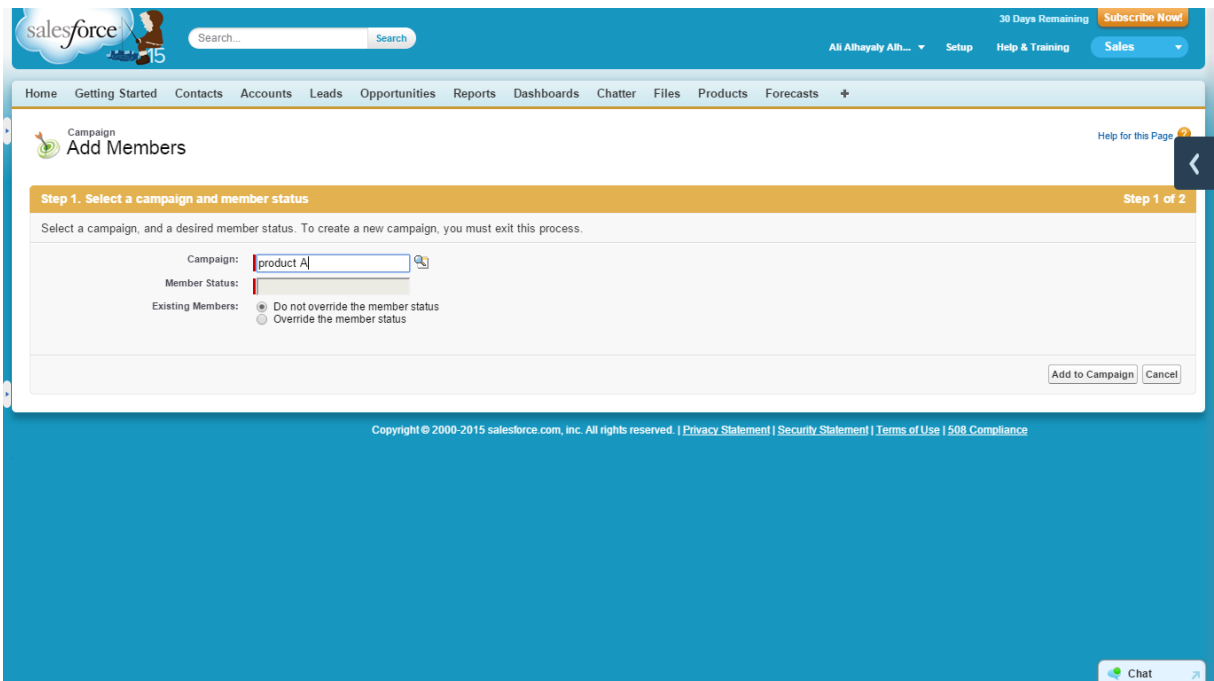 30 Days Remaining Subscribe Now!
salesforce
15
Search... Search
Ali Alhayaly Alh... Setup Help & Training Sales
Home Getting Started Contacts Accounts Leads Opportunities Reports Dashboards Chatter Files Products Forecasts +
Campaign
Add Members
Help for this Page ?
Step 1. Select a campaign and member status Step 1 of 2
Select a campaign, and a desired member status. To create a new campaign, you must exit this process.
Campaign: product A
Member Status:
Existing Members: Do not override the member status
Override the member status
Add to Campaign Cancel
Copyright © 2000-2015 salesforce.com, inc. All rights reserved. | Privacy Statement | Security Statement | Terms of Use | 508 Compliance
Chat